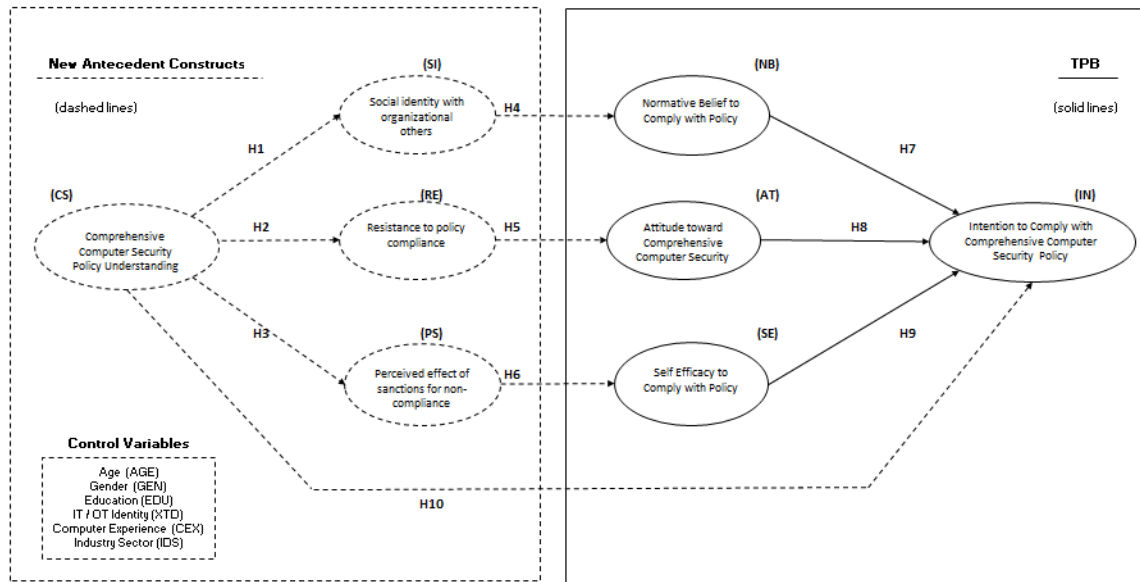 New Antecedent Constructs
(dashed lines)
(SI)
Social identity with
organizational
others
H4
(NB)
Normative Belief to
Comply with Policy
TPB
(solid lines)
H1
H7
(CS)
Comprehensive
Computer Security
Policy Understanding
H2
(RE)
Resistance to policy
compliance
H5
(AT)
Attitude toward
Comprehensive
Computer Security
H8
(IN)
Intention to Comply with
Comprehensive Computer
Security Policy
H3
(PS)
Perceived effect of
sanctions for non-
compliance
H6
(SE)
Self Efficacy to
Comply with Policy
H9
H10
Control Variables
Age (AGE)
Gender (GEN)
Education (EDU)
IT / OT Identity (XTD)
Computer Experience (CEX)
Industry Sector (IDS)